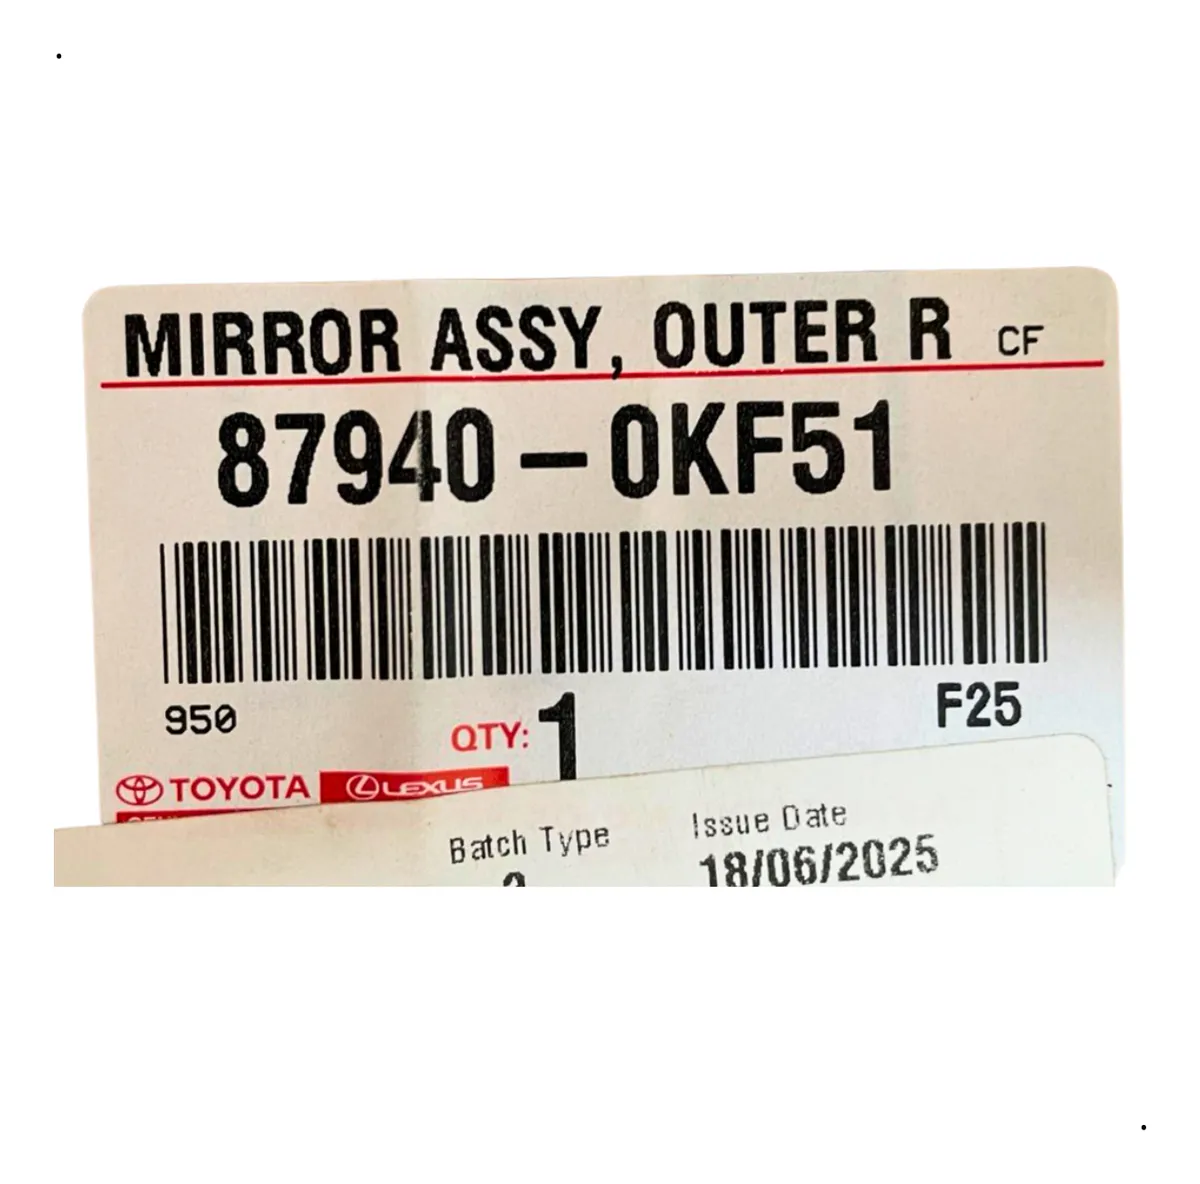 MIRROR ASSY, OUTER R CF
87940-0KF51
950
F25
QTY: 1
TOYOTA LEXUS
Batch Type
Issue Date
18/06/2025